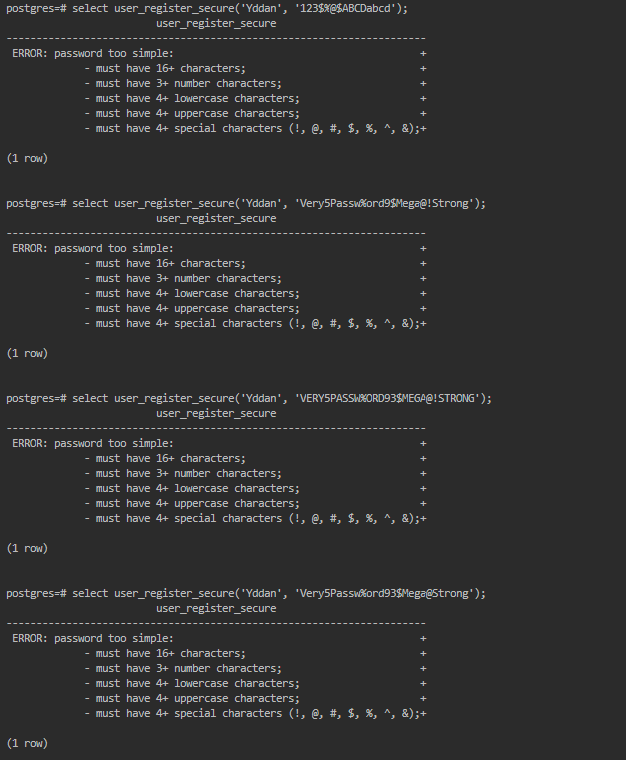 postgres=# select user_register_secure('Yddan', '123$%@$ABCDabcd');
user_register_secure
----------------------------------------------------------------------
ERROR: password too simple: +
- must have 16+ characters; +
- must have 3+ number characters; +
- must have 4+ lowercase characters; +
- must have 4+ uppercase characters; +
- must have 4+ special characters (!, @, #, $, %, ^, &);+
(1 row)
postgres=# select user_register_secure('Yddan', 'Very5Passw%ord9$Mega@!Strong');
user_register_secure
----------------------------------------------------------------------
ERROR: password too simple: +
- must have 16+ characters; +
- must have 3+ number characters; +
- must have 4+ lowercase characters; +
- must have 4+ uppercase characters; +
- must have 4+ special characters (!, @, #, $, %, ^, &);+
(1 row)
postgres=# select user_register_secure('Yddan', 'VERY5PASSW%ORD93$MEGA@!STRONG');
user_register_secure
----------------------------------------------------------------------
ERROR: password too simple: +
- must have 16+ characters; +
- must have 3+ number characters; +
- must have 4+ lowercase characters; +
- must have 4+ uppercase characters; +
- must have 4+ special characters (!, @, #, $, %, ^, &);+
(1 row)
postgres=# select user_register_secure('Yddan', 'Very5Passw%ord93$Mega@Strong');
user_register_secure
----------------------------------------------------------------------
ERROR: password too simple: +
- must have 16+ characters; +
- must have 3+ number characters; +
- must have 4+ lowercase characters; +
- must have 4+ uppercase characters; +
- must have 4+ special characters (!, @, #, $, %, ^, &);+
(1 row)